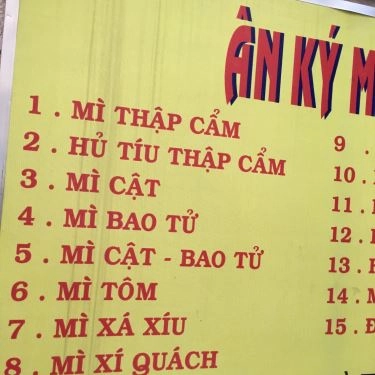 ÂN KÝ M
1 . MÌ THẬP CẨM
2 . HỦ TÍU THẬP CẨM
3 . MÌ CẬT
4 . MÌ BAO TỬ
5 . MÌ CẬT - BAO TỬ
6 . MÌ TÔM
7 . MÌ XÁ XÍU
8 . MÌ XÍ QUÁCH
9 .
10 .
11 .
12 .
13 .
14 .
15 .